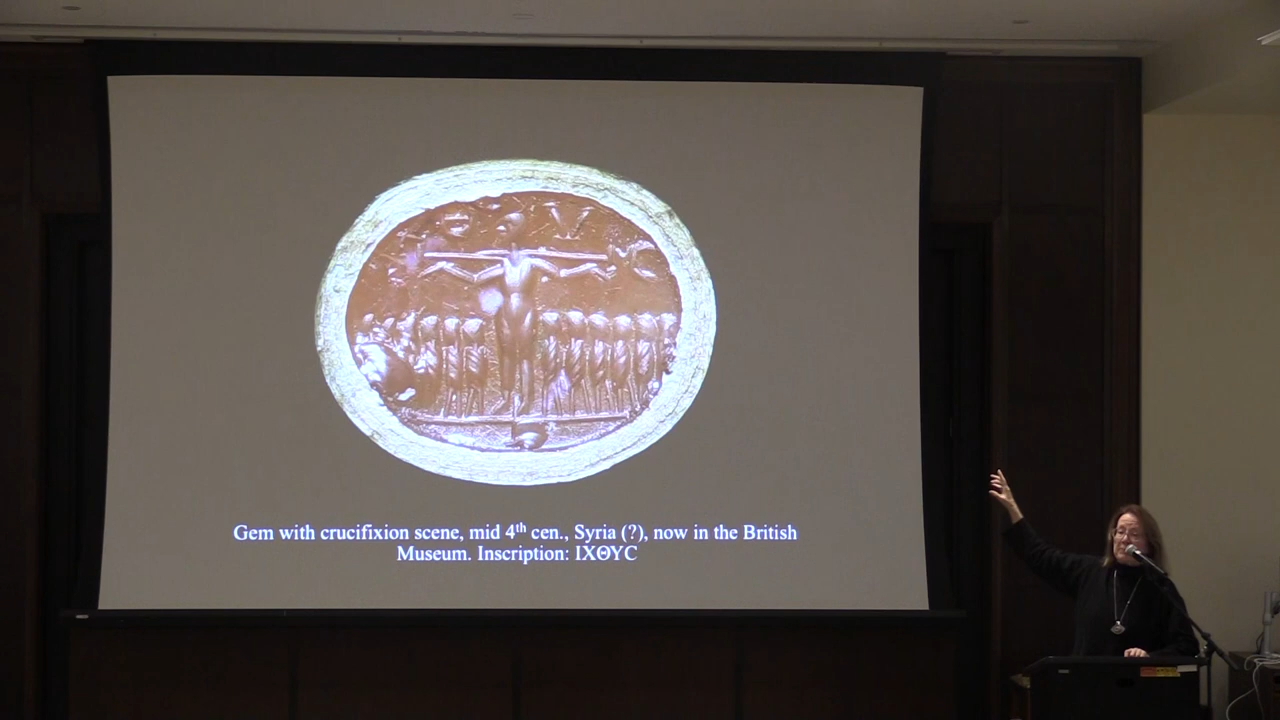 Gem with crucifixion scene, mid 4th cen., Syria (?), now in the British
Museum. Inscription: ΙΧΘΥC